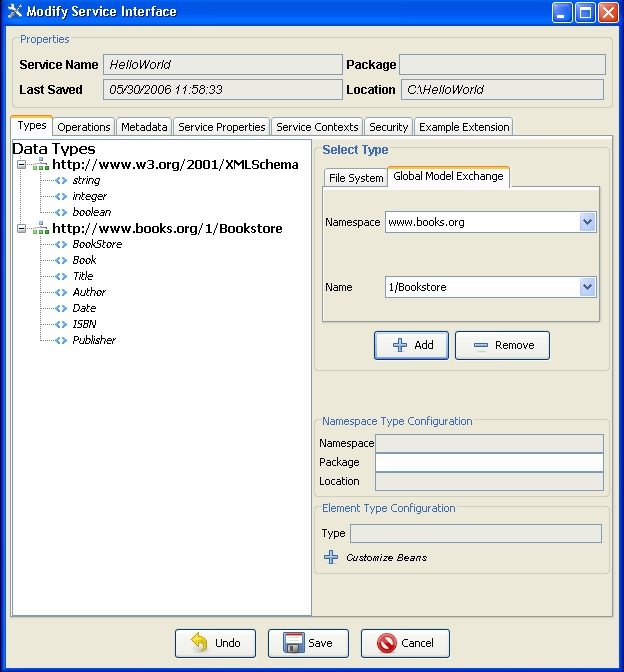 Modify Service Interface
Properties
Service Name HelloWorld Package
Last Saved 05/30/2006 11:58:33 Location C:\HelloWorld
Types Operations Metadata Service Properties Service Contexts Security Example Extension
Data Types
http://www.w3.org/2001/XMLSchema
string
integer
boolean
http://www.books.org/1/Bookstore
BookStore
Book
Title
Author
Date
ISBN
Publisher
Select Type
File System Global Model Exchange
Namespace www.books.org
Name 1/Bookstore
Add Remove
Namespace Type Configuration
Namespace
Package
Location
Element Type Configuration
Type
Customize Beans
Undo Save Cancel